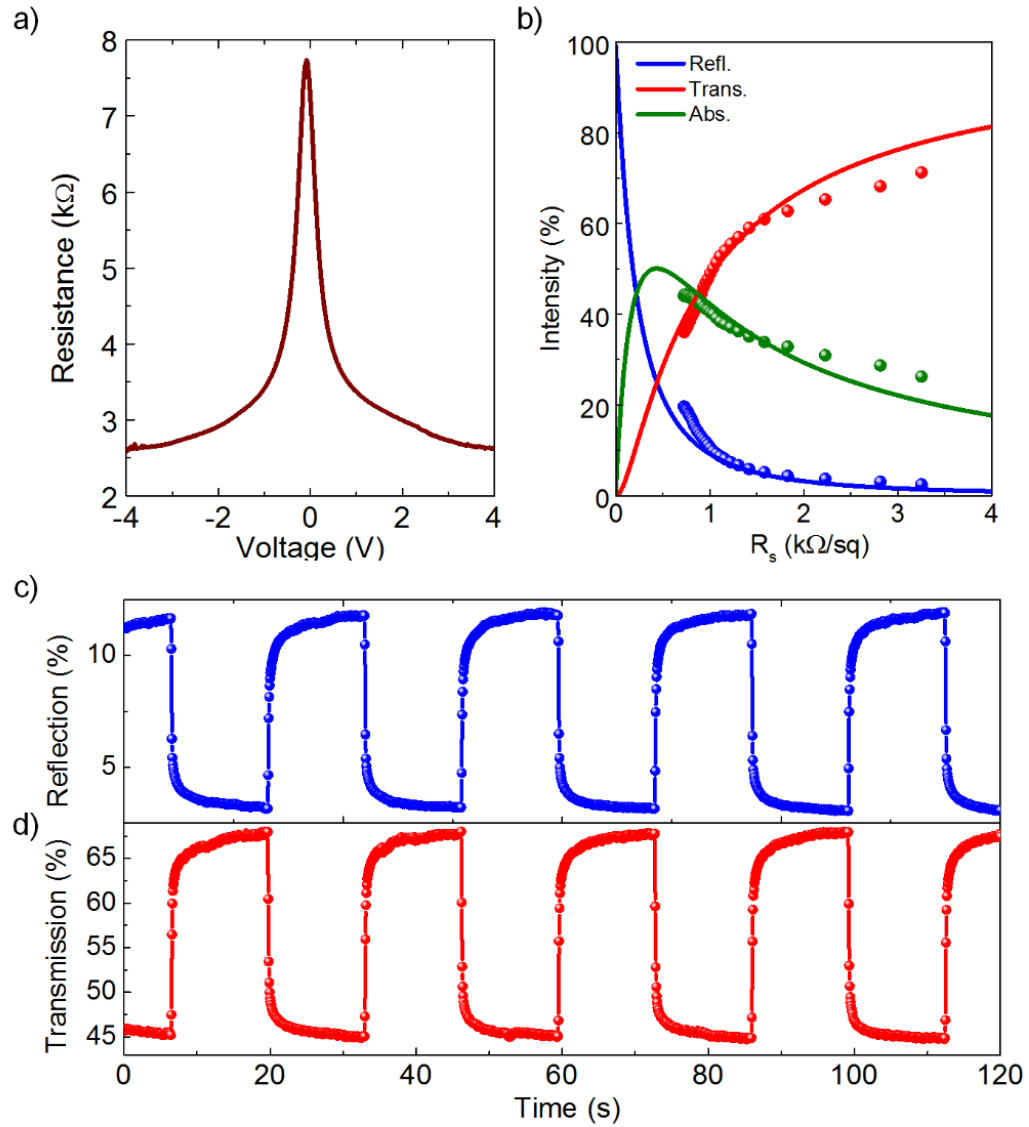 a)
8
7
6
5
4
3
2
Resistance (kΩ)
-4 -2 0 2 4
Voltage (V)
b)
100
80
60
40
20
0
Intensity (%)
Refl.
Trans.
Abs.
0 1 2 3 4
Rs (kΩ/sq)
c)
10
5
Reflection (%)
d)
65
60
55
50
45
Transmission (%)
0 20 40 60 80 100 120
Time (s)